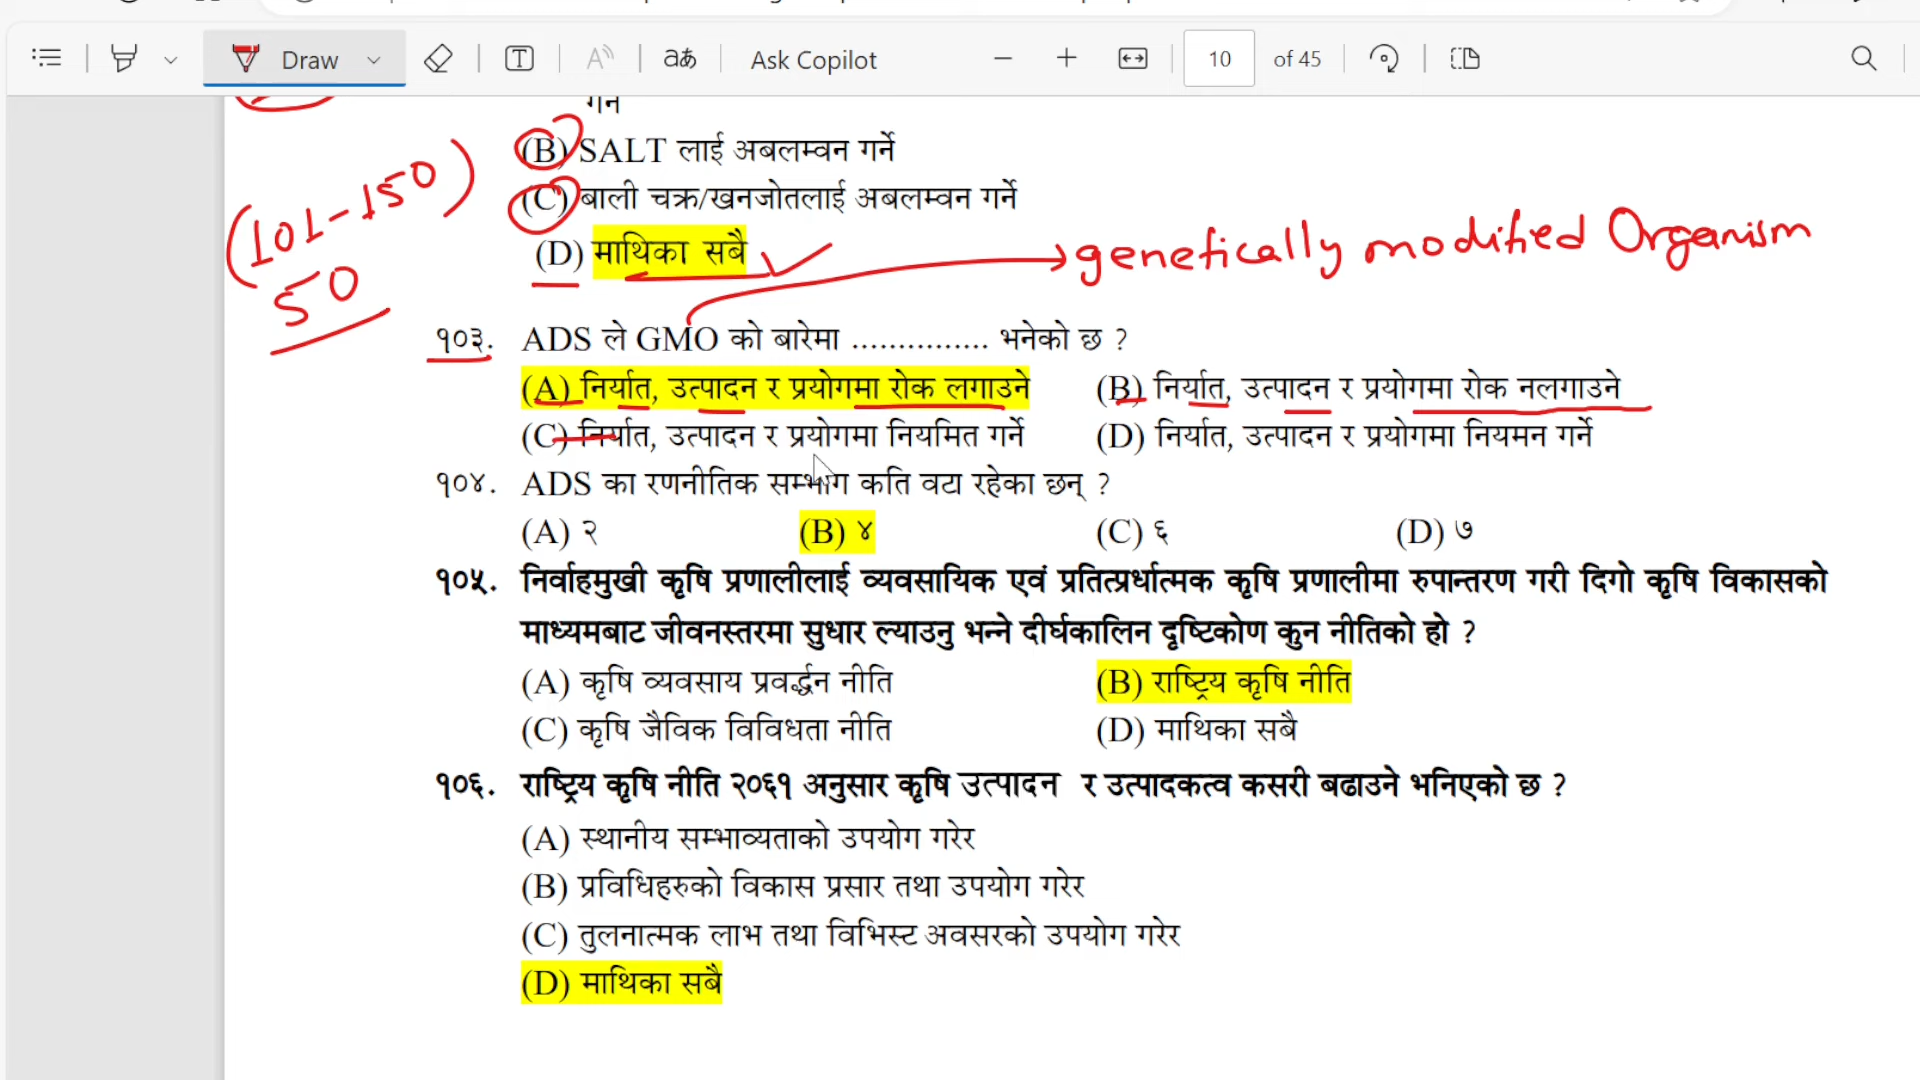 Draw
aあ
Ask Copilot
10 of 45
गर्ने
(B) SALT लाई अबलम्वन गर्ने
(C) बाली चक्र/खनजोतलाई अबलम्वन गर्ने
(101-150)
50
(D) माथिका सबै
genetically modified Organism
१०३. ADS ले GMO को बारेमा ............... भनेको छ ?
(A) निर्यात, उत्पादन र प्रयोगमा रोक लगाउने (B) निर्यात, उत्पादन र प्रयोगमा रोक नलगाउने
(C) निर्यात, उत्पादन र प्रयोगमा नियमित गर्ने (D) निर्यात, उत्पादन र प्रयोगमा नियमन गर्ने
१०४. ADS का रणनीतिक सम्भाग कति वटा रहेका छन् ?
(A) २ (B) ४ (C) ६ (D) ७
१०५. निर्वाहमुखी कृषि प्रणालीलाई व्यवसायिक एवं प्रतित्प्रर्धात्मक कृषि प्रणालीमा रुपान्तरण गरी दिगो कृषि विकासको
माध्यमबाट जीवनस्तरमा सुधार ल्याउनु भन्ने दीर्घकालिन दृष्टिकोण कुन नीतिको हो ?
(A) कृषि व्यवसाय प्रवर्द्धन नीति (B) राष्ट्रिय कृषि नीति
(C) कृषि जैविक विविधता नीति (D) माथिका सबै
१०६. राष्ट्रिय कृषि नीति २०६१ अनुसार कृषि उत्पादन र उत्पादकत्व कसरी बढाउने भनिएको छ ?
(A) स्थानीय सम्भाव्यताको उपयोग गरेर
(B) प्रविधिहरुको विकास प्रसार तथा उपयोग गरेर
(C) तुलनात्मक लाभ तथा विभिस्ट अवसरको उपयोग गरेर
(D) माथिका सबै